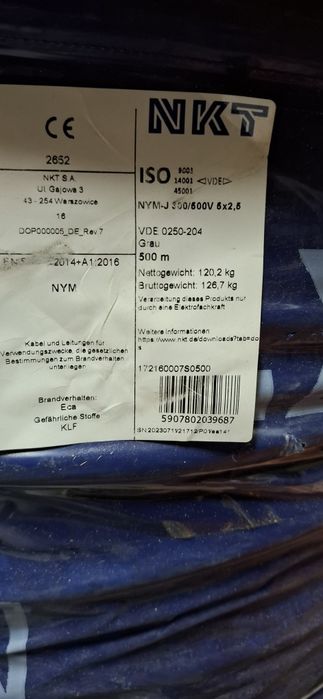 CE
2652
NKT S.A.
Ul. Gajowa 3
43 - 254 Warszowice
16
DOP000005_DE_Rev.7
2014+A1:2016
NYM
Kabel und Leitungen für
Verwendungszwecke, die gesetzlichen
Bestimmungen zum Brandverhalten
unterliegen
Brandverhalten:
Eca
Gefährliche Stoffe
KLF
NKT
ISO 9001 14001 45001 ◁VDE▷
NYM-J 300/500V 5x2,5
VDE 0250-204
Grau
500 m
Nettogewicht: 120,2 kg
Bruttogewicht: 126,7 kg
Verarbeitung dieses Produkts nur
durch eine Elektrofachkraft
Weitere Informationen
https://www.nkt.de/downloads?tab=do
s
172160007S0500
5907802039687